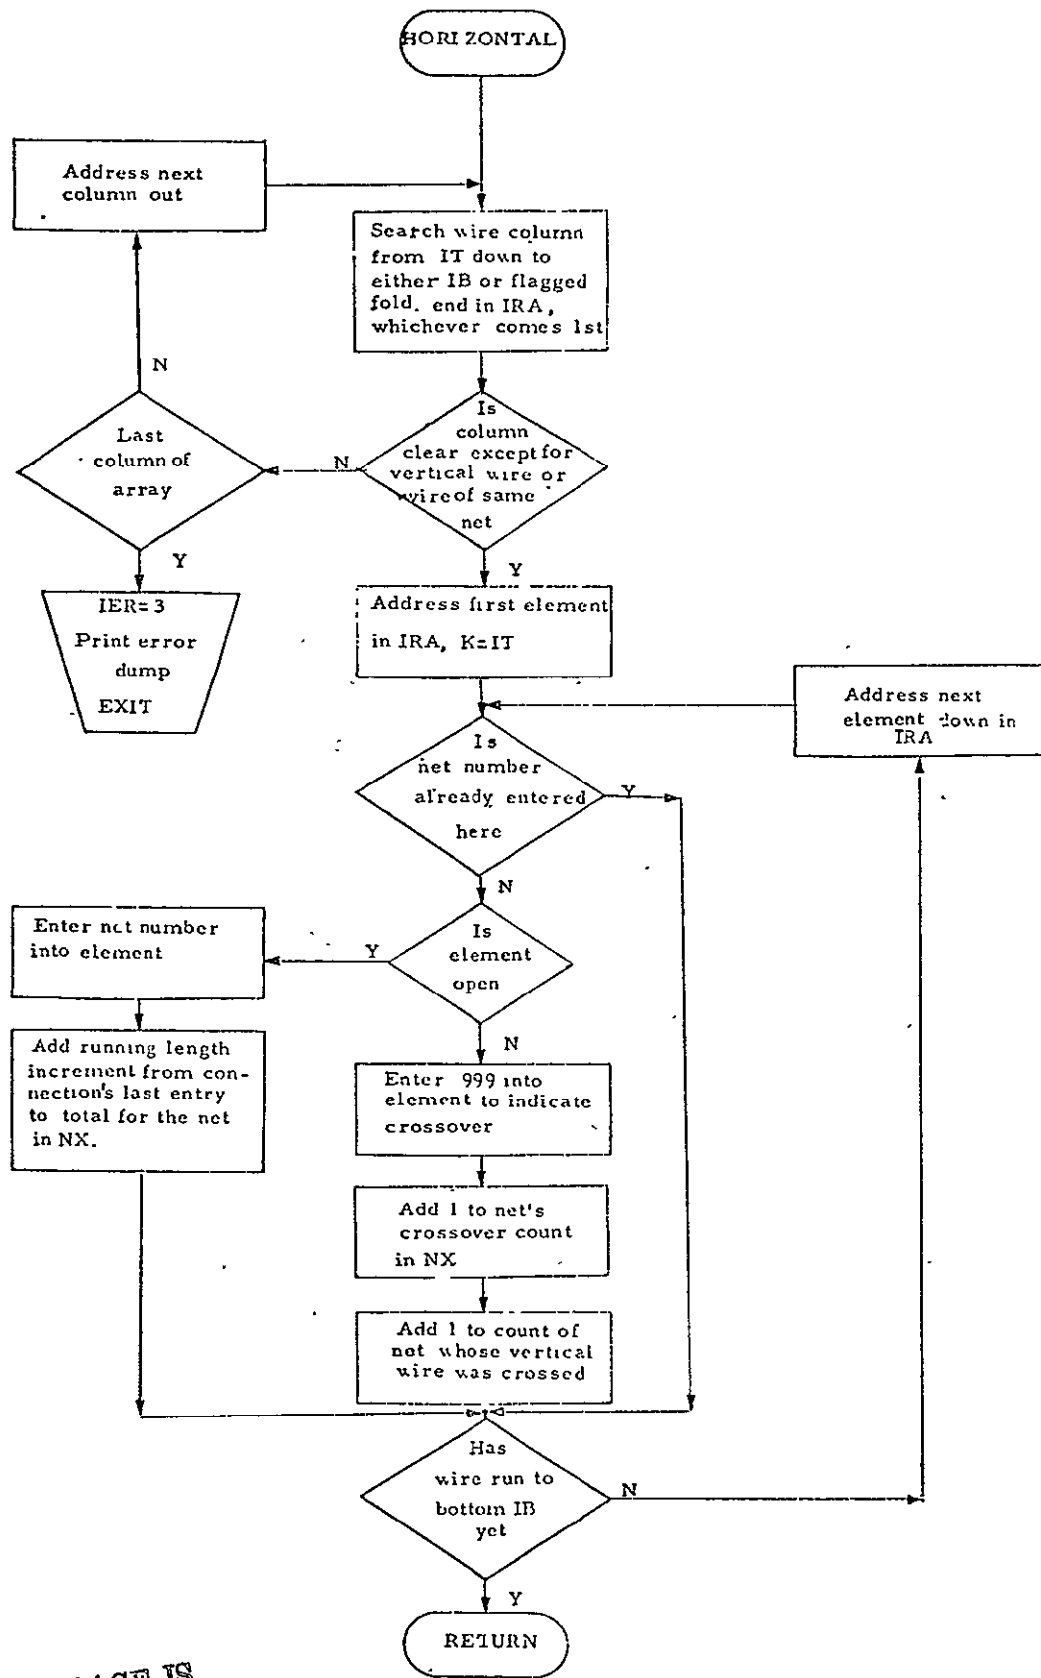 HORIZONTAL
Address next
column out
Search wire column
from IT down to
either IB or flagged
fold. end in IRA,
whichever comes 1st
N
Last
column of
array
N
Is
column
clear except for
vertical wire or
wire of same
net
Y
Y
IER=3
Print error
dump
EXIT
Address first element
in IRA, K=IT
Address next
element down in
IRA
Is
net number
already entered
here
Y
N
Enter net number
into element
Y
Is
element
open
N
Add running length
increment from con-
nection's last entry
to total for the net
in NX.
Enter 999 into
element to indicate
crossover
Add 1 to net's
crossover count
in NX
Add 1 to count of
net whose vertical
wire was crossed
Has
wire run to
bottom IB
yet
N
Y
RETURN
PAGE IS